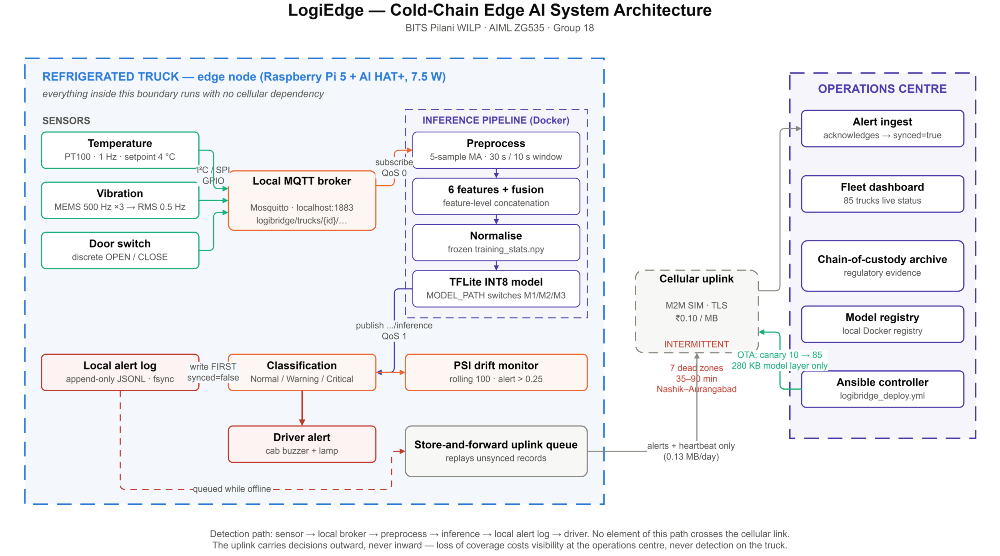 LogiEdge — Cold-Chain Edge AI System Architecture
BITS Pilani WILP · AIML ZG535 · Group 18
REFRIGERATED TRUCK — edge node (Raspberry Pi 5 + AI HAT+, 7.5 W)
everything inside this boundary runs with no cellular dependency
SENSORS
Temperature
PT100 · 1 Hz · setpoint 4 °C
Vibration
MEMS 500 Hz ×3 → RMS 0.5 Hz
Door switch
discrete OPEN / CLOSE
I²C / SPI
GPIO
Local MQTT broker
Mosquitto · localhost:1883
logibridge/trucks/{id}/…
subscribe
QoS 0
INFERENCE PIPELINE (Docker)
Preprocess
5-sample MA · 30 s / 10 s window
6 features + fusion
feature-level concatenation
Normalise
frozen training_stats.npy
TFLite INT8 model
MODEL_PATH switches M1/M2/M3
publish .../inference
QoS 1
Local alert log
append-only JSONL · fsync
write FIRST
synced=false
Classification
Normal / Warning / Critical
PSI drift monitor
rolling 100 · alert > 0.25
Driver alert
cab buzzer + lamp
Store-and-forward uplink queue
replays unsynced records
queued while offline
Cellular uplink
M2M SIM · TLS
₹0.10 / MB
INTERMITTENT
7 dead zones
35–90 min
Nashik–Aurangabad
alerts + heartbeat only
(0.13 MB/day)
OTA: canary 10 → 85
280 KB model layer only
OPERATIONS CENTRE
Alert ingest
acknowledges → synced=true
Fleet dashboard
85 trucks live status
Chain-of-custody archive
regulatory evidence
Model registry
local Docker registry
Ansible controller
logibridge_deploy.yml
Detection path: sensor → local broker → preprocess → inference → local alert log → driver. No element of this path crosses the cellular link.
The uplink carries decisions outward, never inward — loss of coverage costs visibility at the operations centre, never detection on the truck.